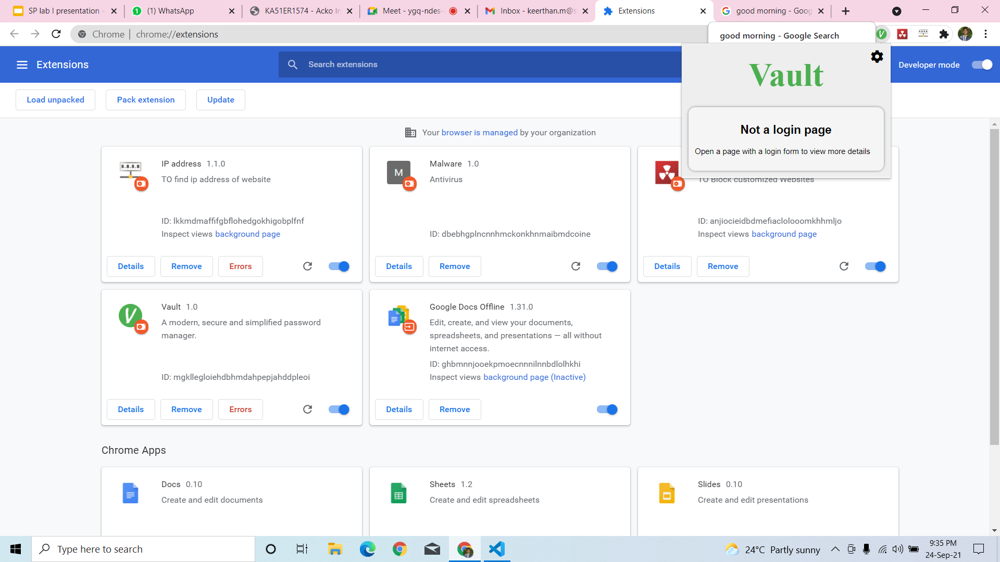 SP lab I presentation -
(1) WhatsApp
KA51ER1574 - Acko In
Meet - ygq-ndes-
Inbox - keerthan.m@s
Extensions
good morning - Goog
Chrome
chrome://extensions
good morning - Google Search
Extensions
Search extensions
Developer mode
Vault
Load unpacked
Pack extension
Update
Not a login page
Open a page with a login form to view more details
Your browser is managed by your organization
8.8.8.8
IP address 1.1.0
TO find ip address of website
ID: lkkmdmaffifgbflohedgokhigobplfnf
Inspect views background page
Details
Remove
Errors
M
Malware 1.0
Antivirus
ID: dbebhgplncnnhmckonkhnmaibmdcoine
Details
Remove
TO Block customized Websites
ID: anjiocieidbdmefiaclolooomkhhmljo
Inspect views background page
Details
Remove
V
Vault 1.0
A modern, secure and simplified password
manager.
ID: mgkllegloiehdbhmdahpepjahddpleoi
Details
Remove
Errors
Google Docs Offline 1.31.0
Edit, create, and view your documents,
spreadsheets, and presentations — all without
internet access.
ID: ghbmnnjooekpmoecnnnilnnbdlolhkhi
Inspect views background page (Inactive)
Details
Remove
Chrome Apps
Docs 0.10
Create and edit documents
Sheets 1.2
Create and edit spreadsheets
Slides 0.10
Create and edit presentations
Type here to search
24°C Partly sunny
9:35 PM
24-Sep-21